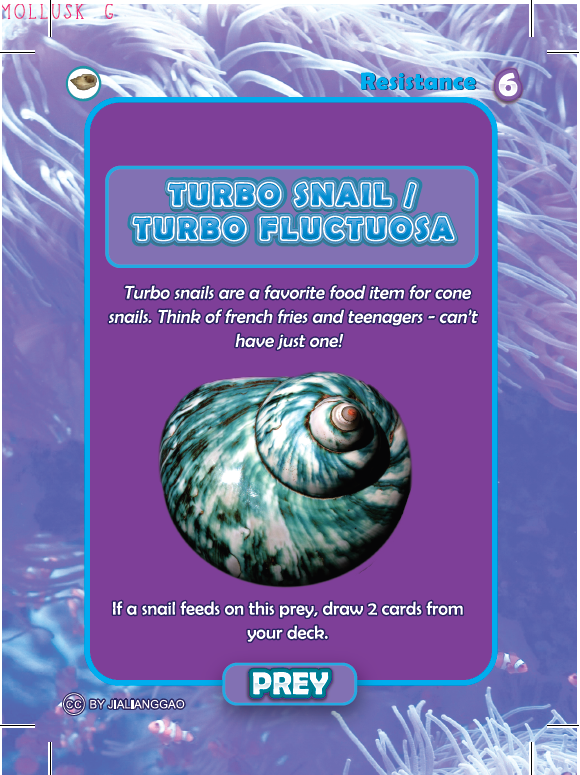 MOLLUSK G
Resistance 6
TURBO SNAIL /
TURBO FLUCTUOSA
Turbo snails are a favorite food item for cone
snails. Think of french fries and teenagers - can't
have just one!
If a snail feeds on this prey, draw 2 cards from
your deck.
PREY
CC BY JIALIANGGAO